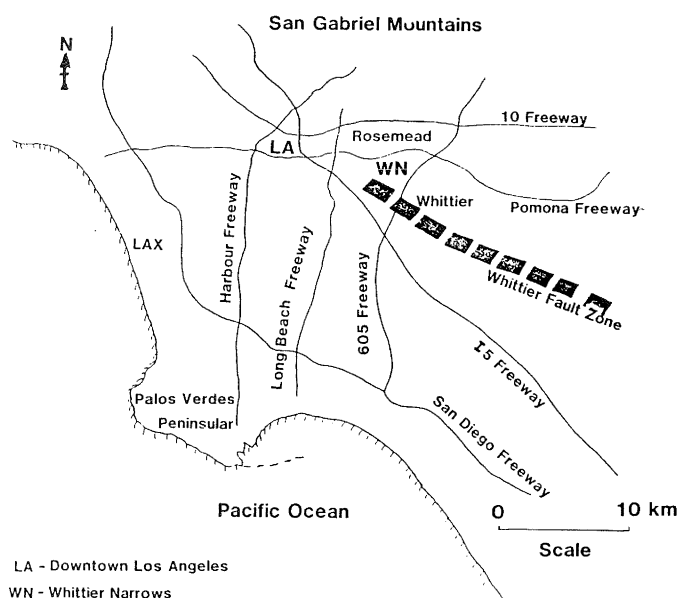 San Gabriel Mountains
N
10 Freeway
Rosemead
LA
WN
Whittier
Pomona Freeway
Harbour Freeway
LAX
Long Beach Freeway
605 Freeway
Whittier Fault Zone
I5 Freeway
Palos Verdes
Peninsular
San Diego Freeway
Pacific Ocean
0 10 km
Scale
LA - Downtown Los Angeles
WN - Whittier Narrows